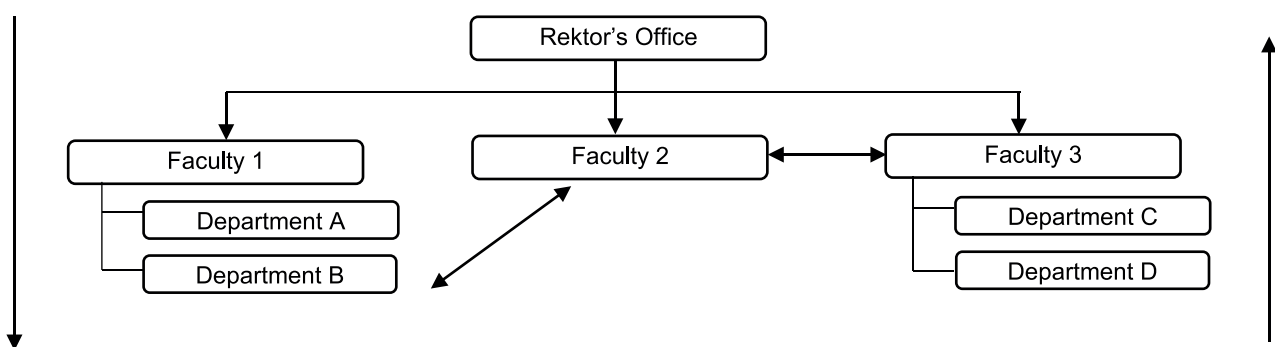 Rektor’s Office
Faculty 1
Faculty 2
Faculty 3
Department A
Department B
Department C
Department D